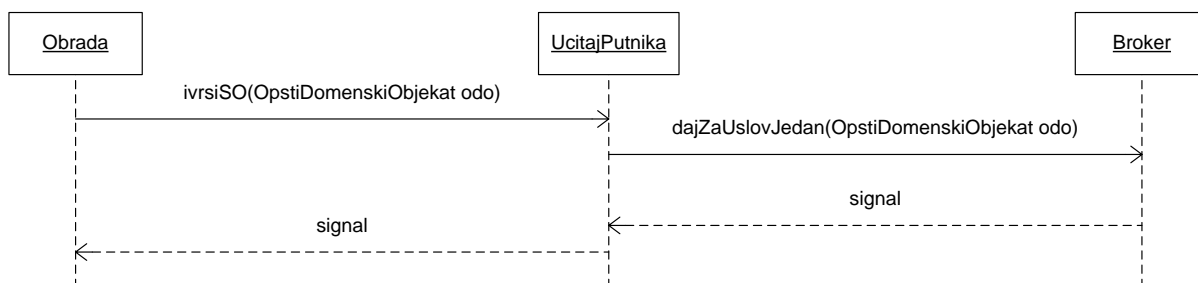 Obrada
UcitajPutnika
Broker
ivrsiSO(OpstiDomenskiObjekat odo)
dajZaUslovJedan(OpstiDomenskiObjekat odo)
signal
signal